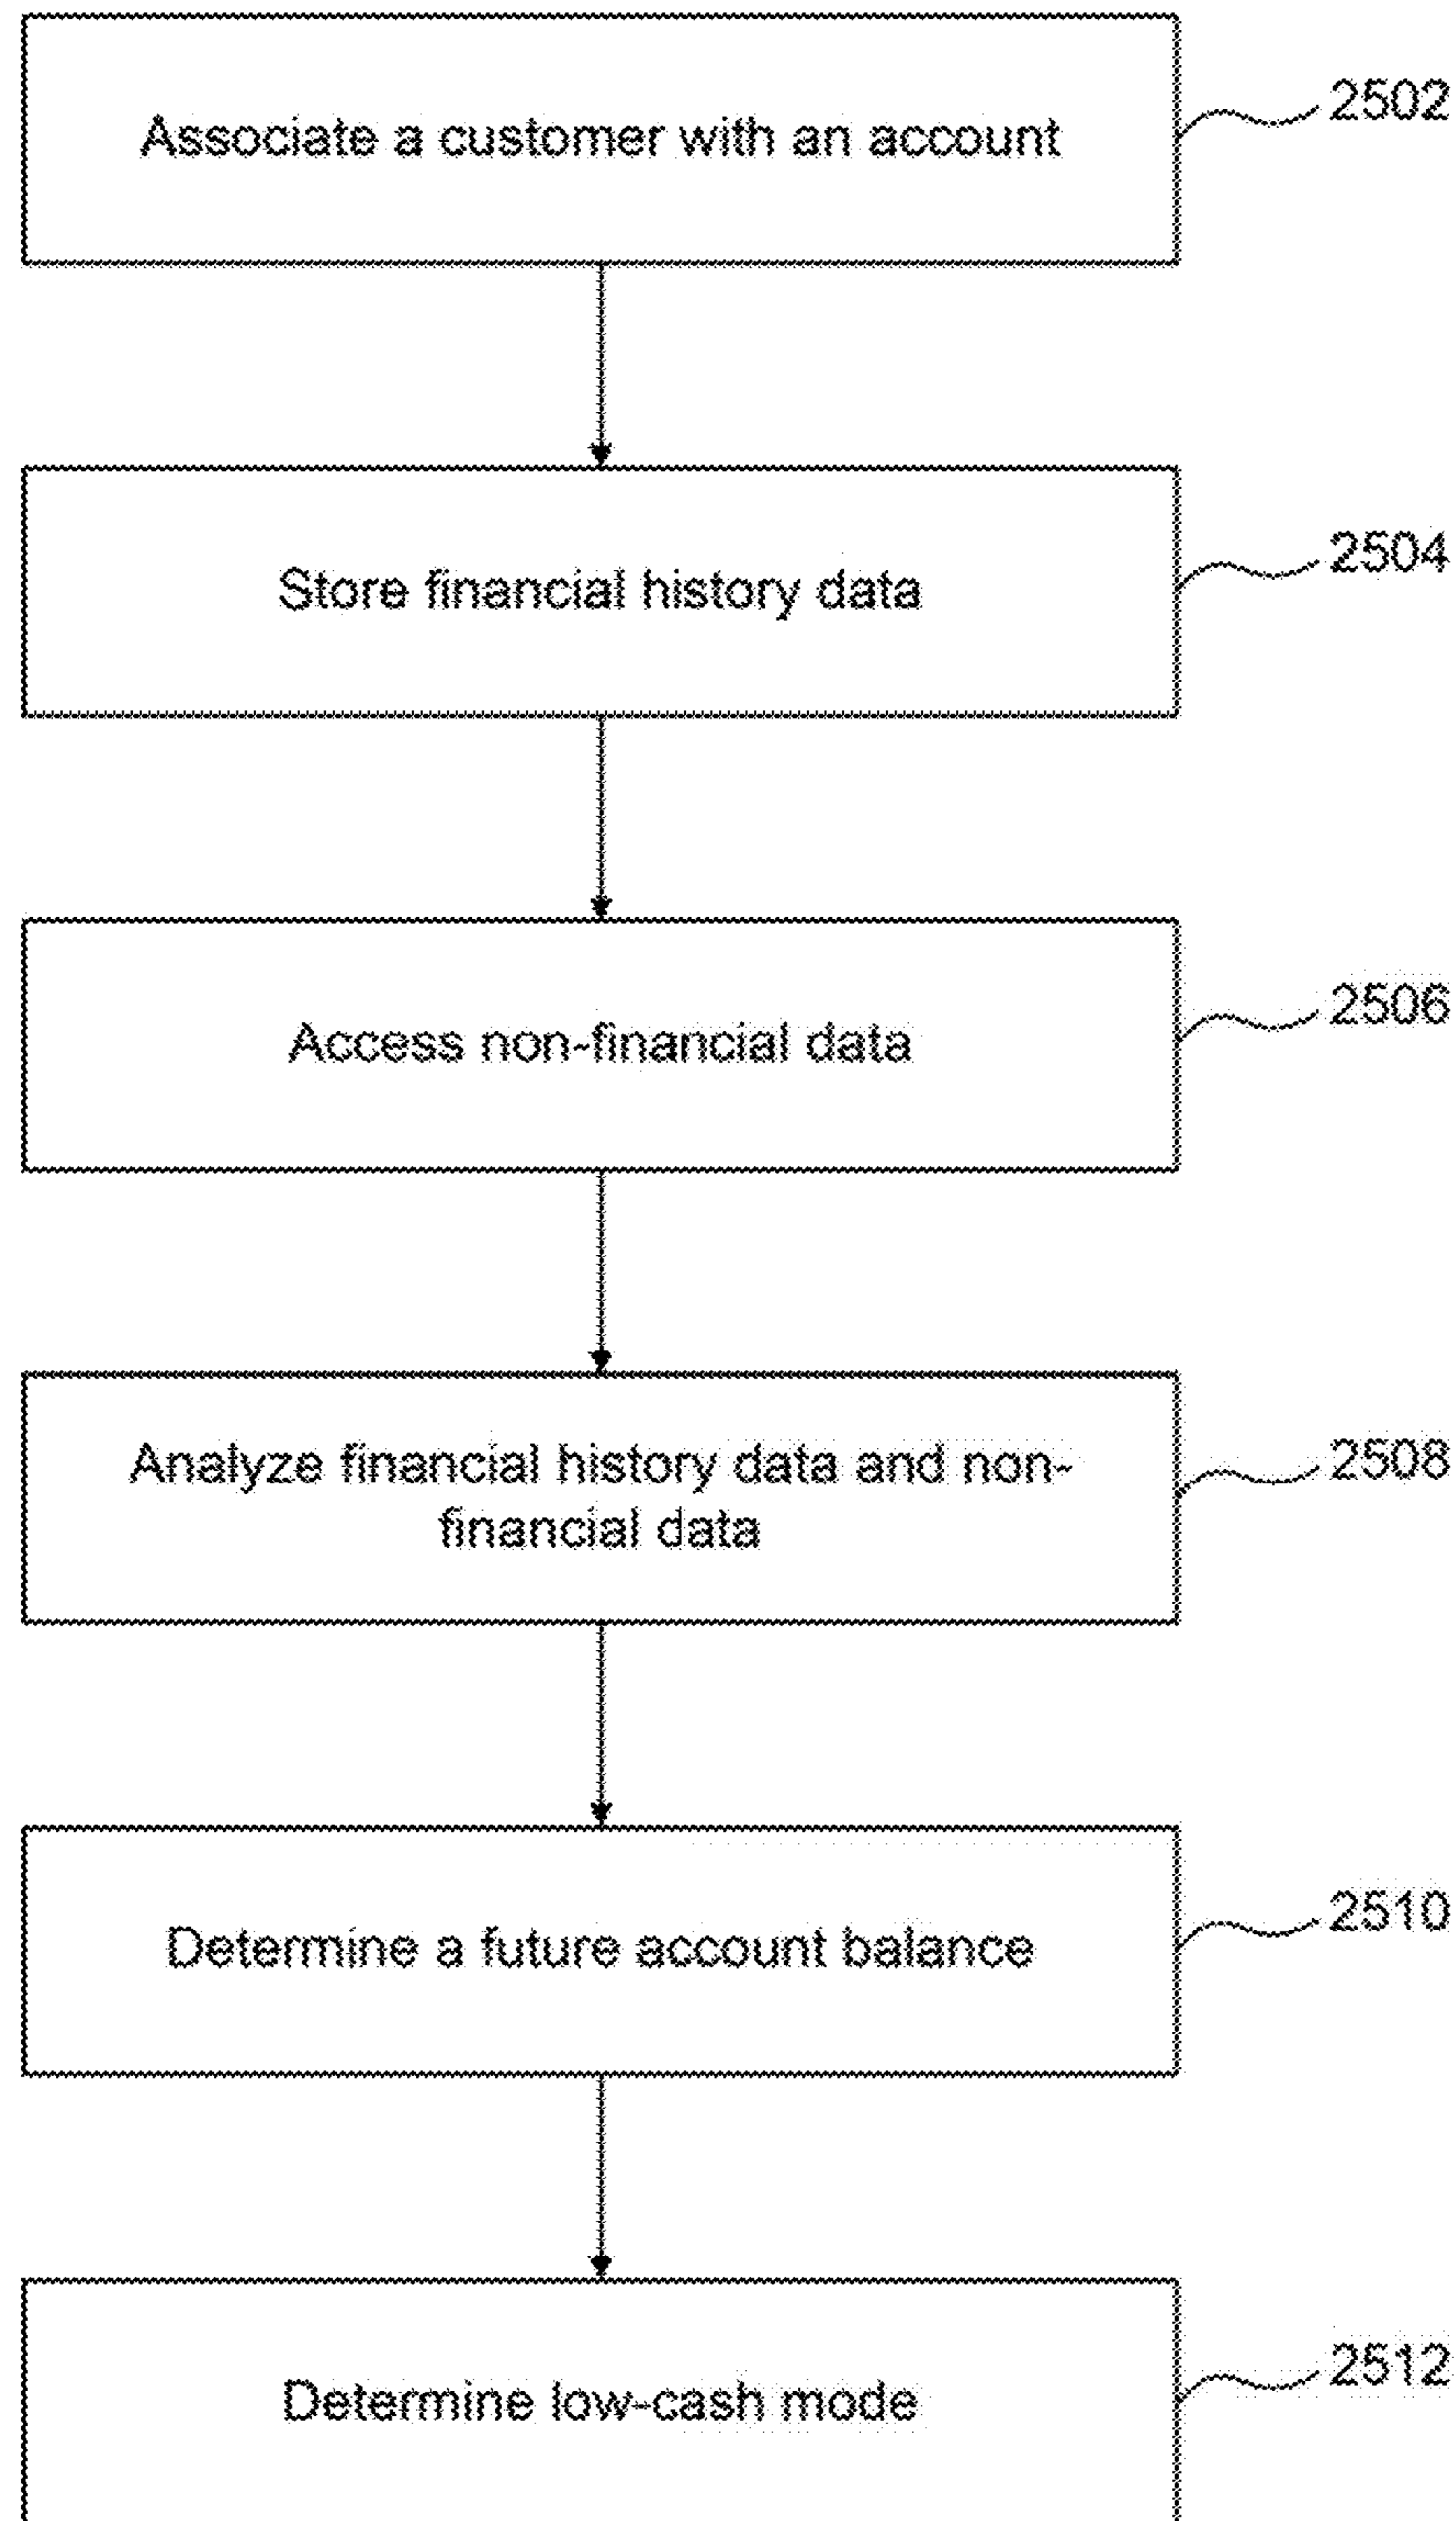 Associate a customer with an account
2502
Store financial history data
2504
Access non-financial data
2506
Analyze financial history data and non-
financial data
2508
Determine a future account balance
2510
Determine low-cash mode
2512